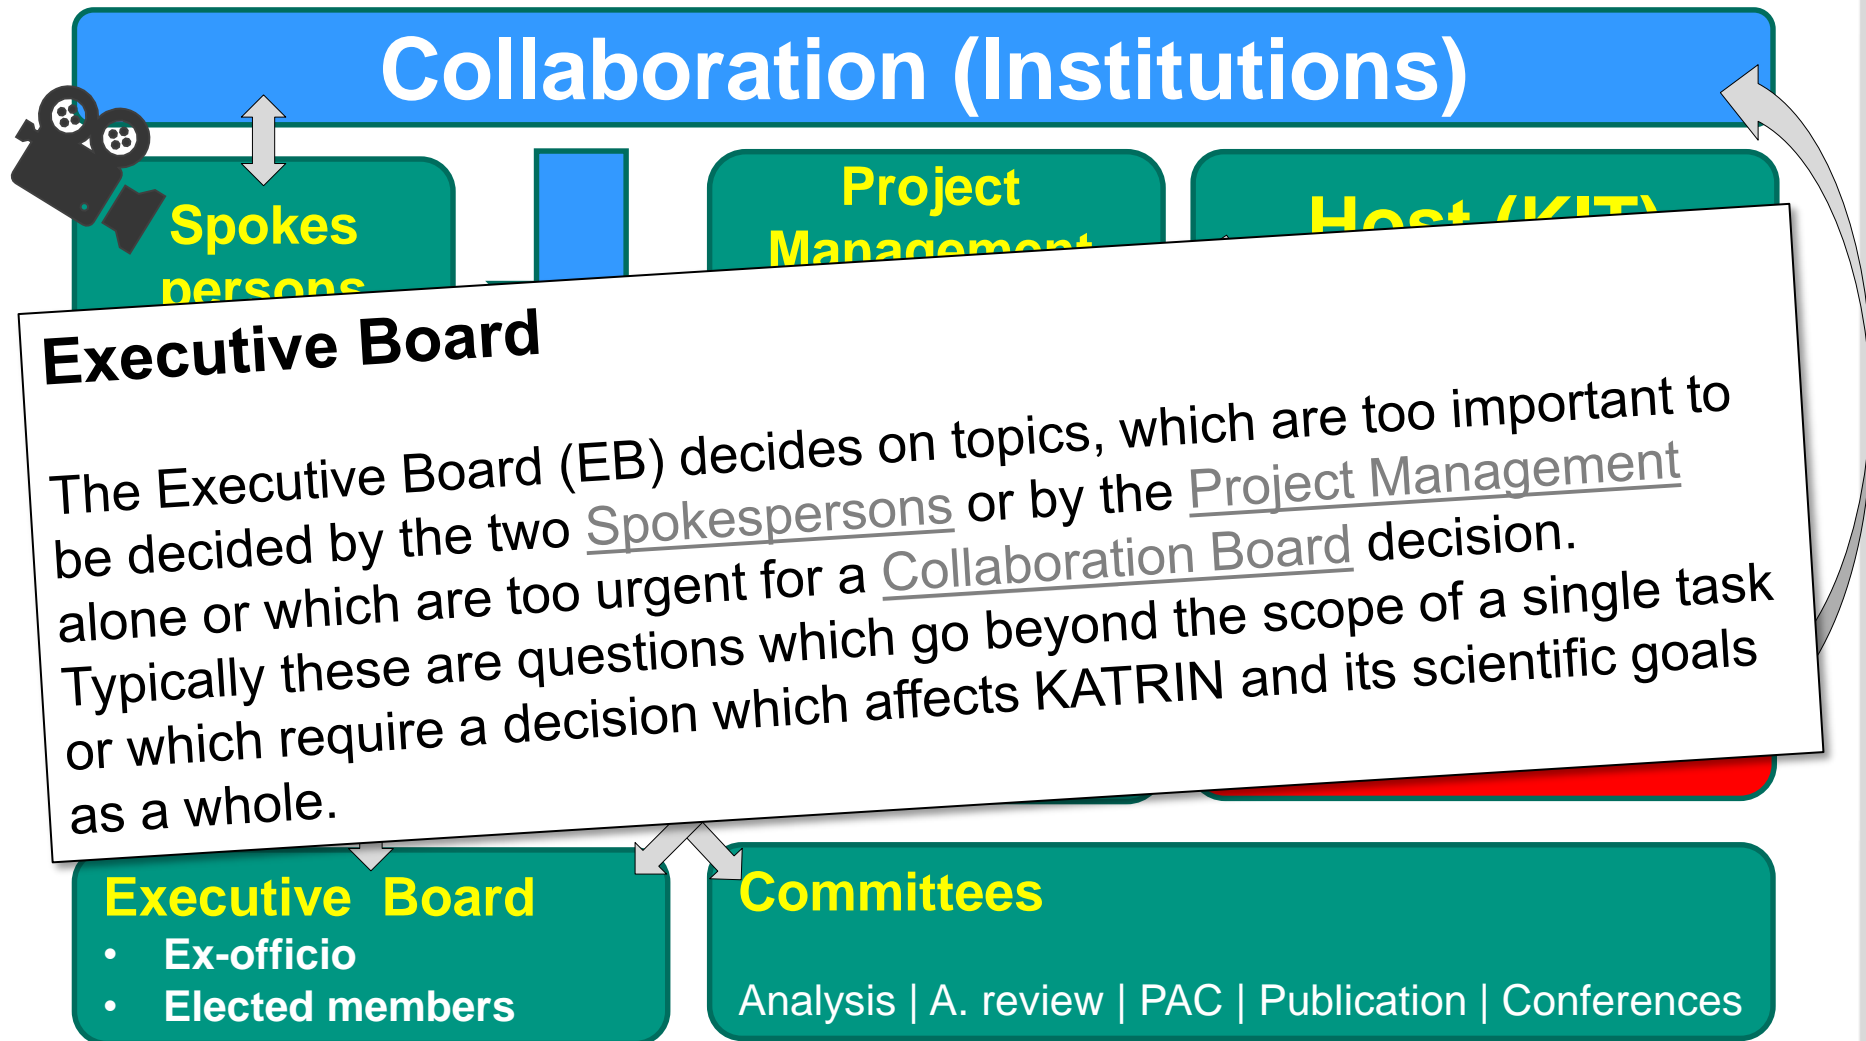 Collaboration (Institutions)
Spokes
persons
Project
Management
Host (KIT)
Executive Board
The Executive Board (EB) decides on topics, which are too important to
be decided by the two Spokespersons or by the Project Management
alone or which are too urgent for a Collaboration Board decision.
Typically these are questions which go beyond the scope of a single task
or which require a decision which affects KATRIN and its scientific goals
as a whole.
Executive Board
• Ex-officio
• Elected members
Committees
Analysis | A. review | PAC | Publication | Conferences